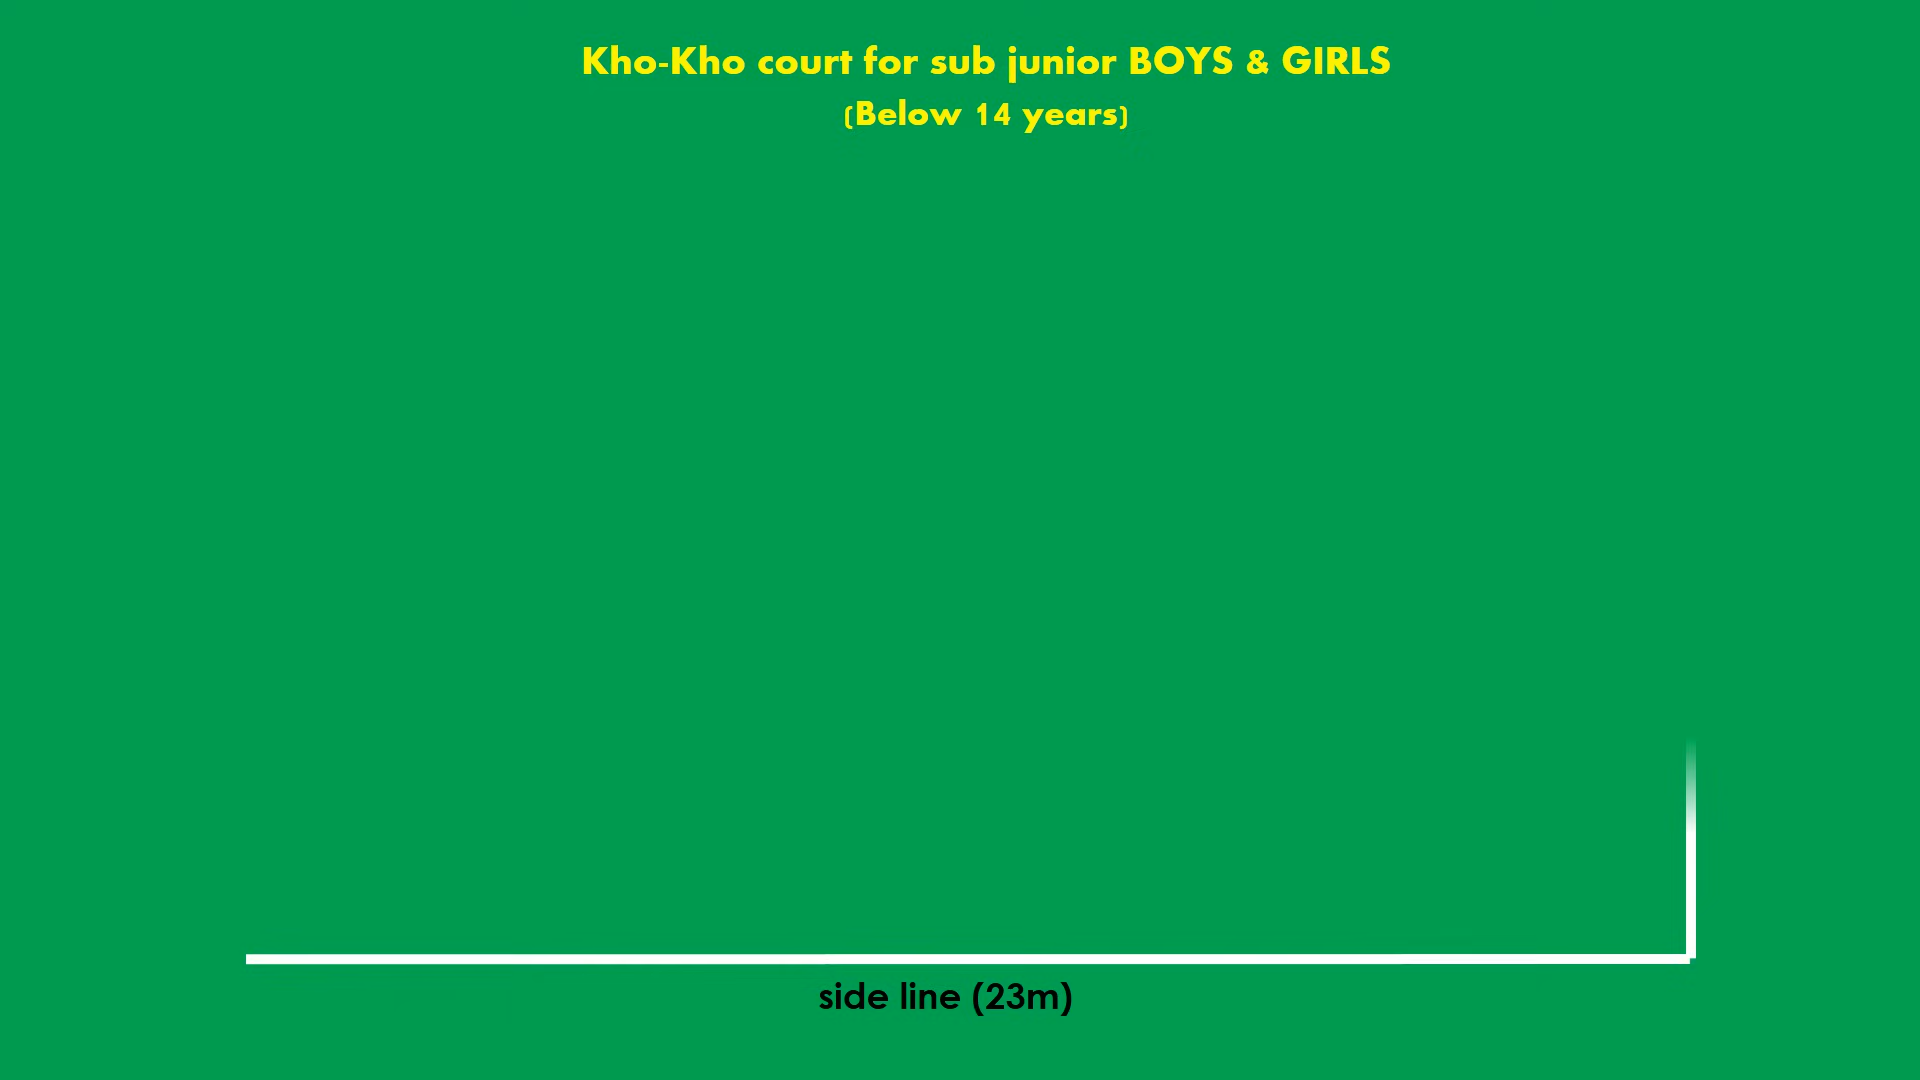 Kho-Kho court for sub junior BOYS & GIRLS
(Below 14 years)
side line (23m)